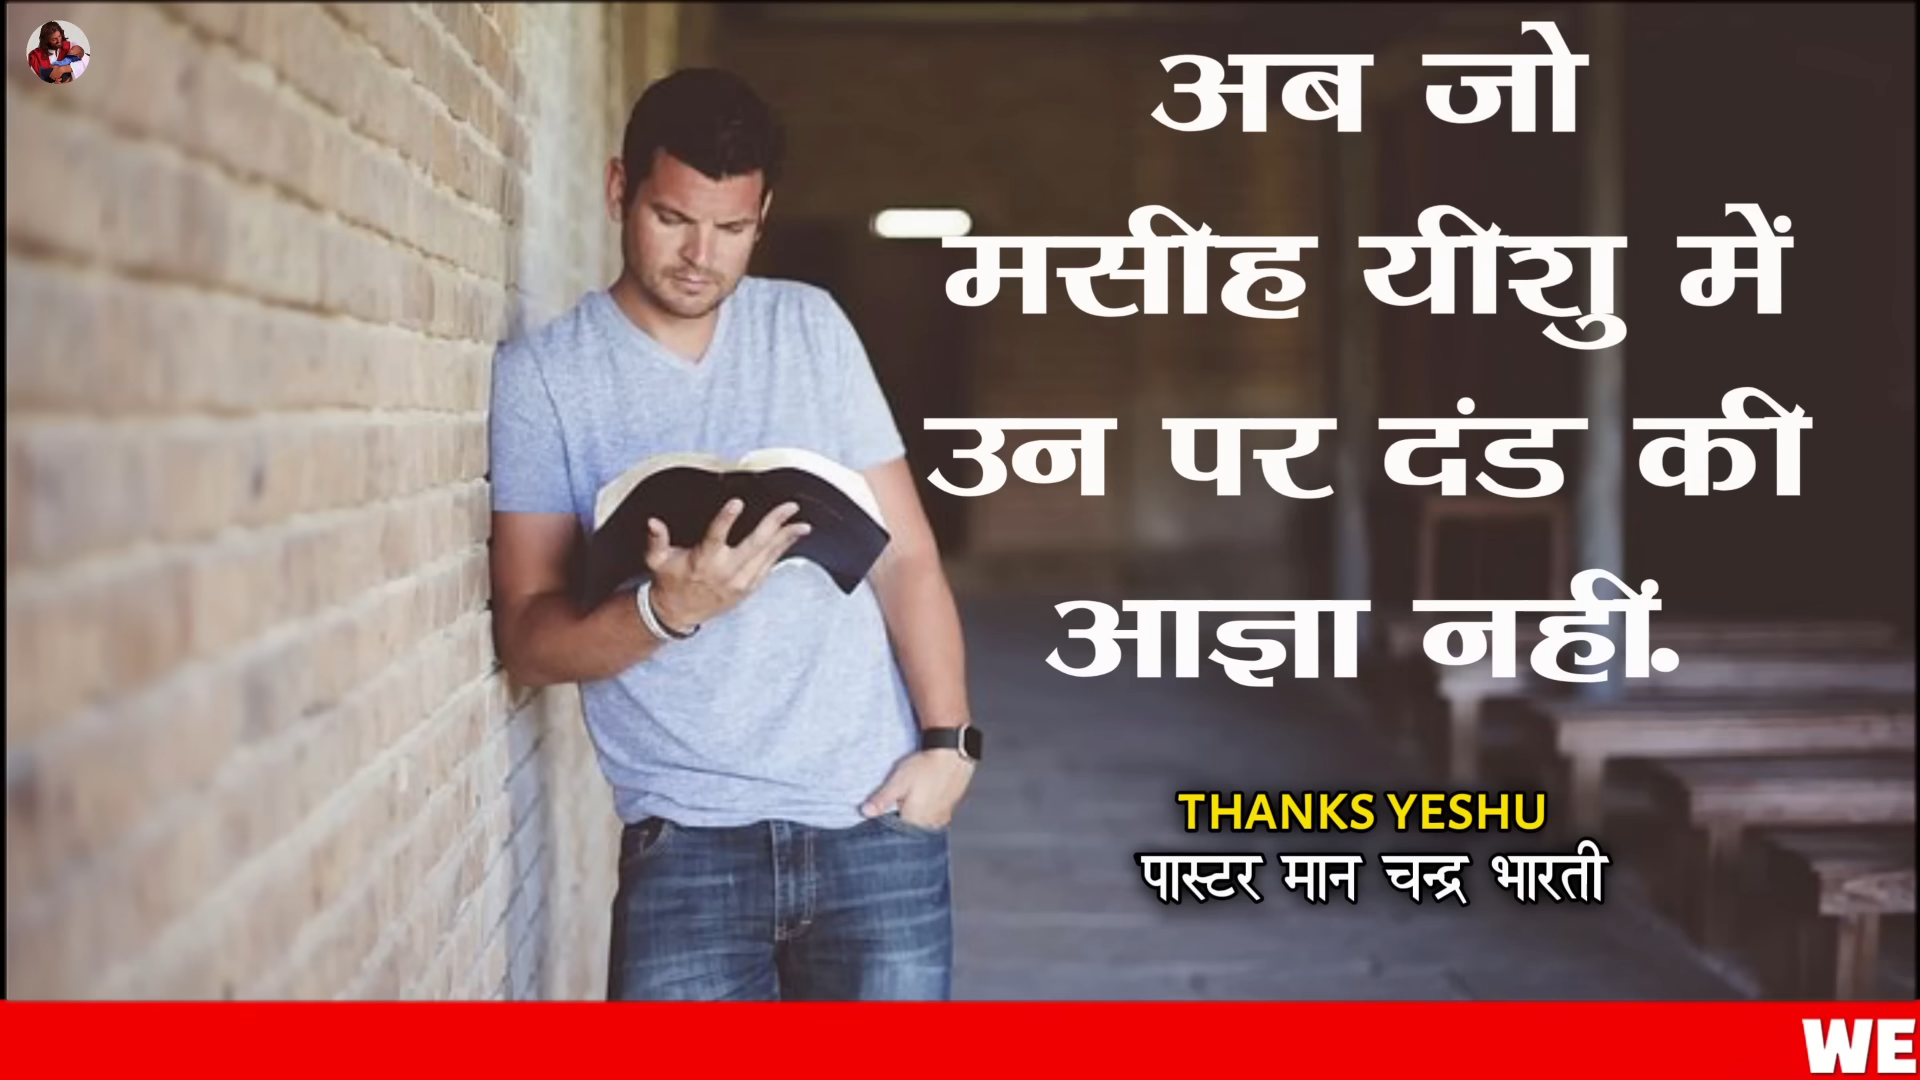 अब जो
मसीह यीशु में
उन पर दंड की
आज्ञा नहीं.
THANKS YESHU
पास्टर मान चन्द्र भारती
WE